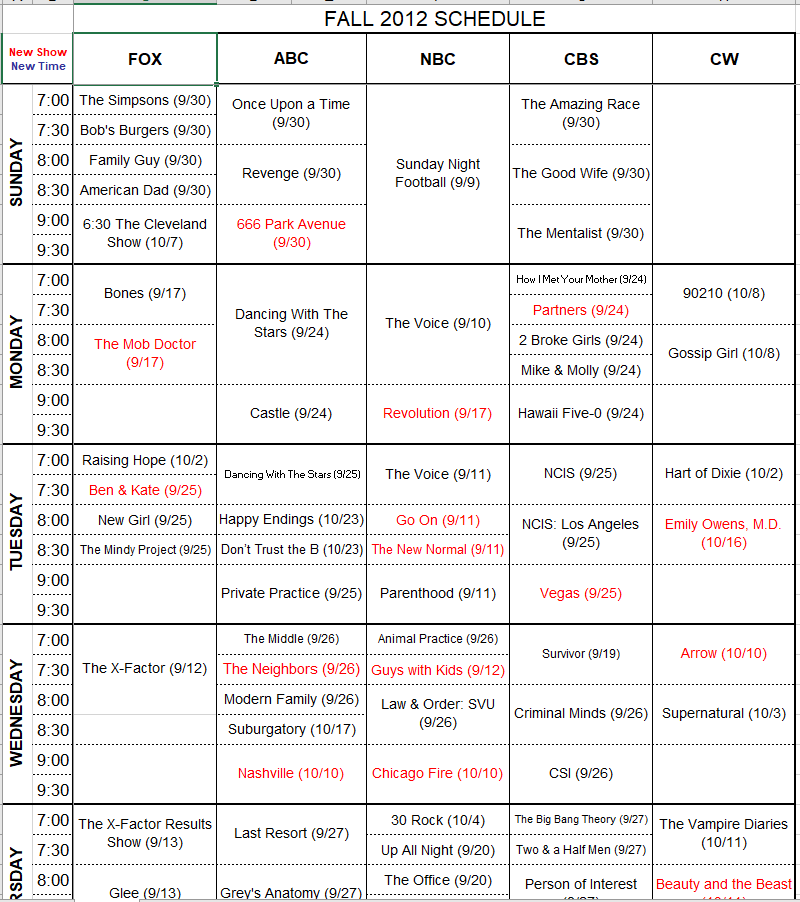 FALL 2012 SCHEDULE
New Show
New Time
FOX
ABC
NBC
CBS
CW
SUNDAY
7:00
7:30
8:00
8:30
9:00
9:30
The Simpsons (9/30)
Bob's Burgers (9/30)
Family Guy (9/30)
American Dad (9/30)
6:30 The Cleveland
Show (10/7)
Once Upon a Time
(9/30)
Revenge (9/30)
666 Park Avenue
(9/30)
Sunday Night
Football (9/9)
The Amazing Race
(9/30)
The Good Wife (9/30)
The Mentalist (9/30)
MONDAY
7:00
7:30
8:00
8:30
9:00
9:30
Bones (9/17)
The Mob Doctor
(9/17)
Dancing With The
Stars (9/24)
Castle (9/24)
The Voice (9/10)
Revolution (9/17)
How I Met Your Mother (9/24)
Partners (9/24)
2 Broke Girls (9/24)
Mike & Molly (9/24)
Hawaii Five-0 (9/24)
90210 (10/8)
Gossip Girl (10/8)
TUESDAY
7:00
7:30
8:00
8:30
9:00
9:30
Raising Hope (10/2)
Ben & Kate (9/25)
New Girl (9/25)
The Mindy Project (9/25)
Dancing With The Stars (9/25)
Happy Endings (10/23)
Don't Trust the B (10/23)
Private Practice (9/25)
The Voice (9/11)
Go On (9/11)
The New Normal (9/11)
Parenthood (9/11)
NCIS (9/25)
NCIS: Los Angeles
(9/25)
Vegas (9/25)
Hart of Dixie (10/2)
Emily Owens, M.D.
(10/16)
WEDNESDAY
7:00
7:30
8:00
8:30
9:00
9:30
The X-Factor (9/12)
The Middle (9/26)
The Neighbors (9/26)
Modern Family (9/26)
Suburgatory (10/17)
Nashville (10/10)
Animal Practice (9/26)
Guys with Kids (9/12)
Law & Order: SVU
(9/26)
Chicago Fire (10/10)
Survivor (9/19)
Criminal Minds (9/26)
CSI (9/26)
Arrow (10/10)
Supernatural (10/3)
RSDAY
7:00
7:30
8:00
The X-Factor Results
Show (9/13)
Glee (9/13)
Last Resort (9/27)
Grey's Anatomy (9/27)
30 Rock (10/4)
Up All Night (9/20)
The Office (9/20)
The Big Bang Theory (9/27)
Two & a Half Men (9/27)
Person of Interest
The Vampire Diaries
(10/11)
Beauty and the Beast